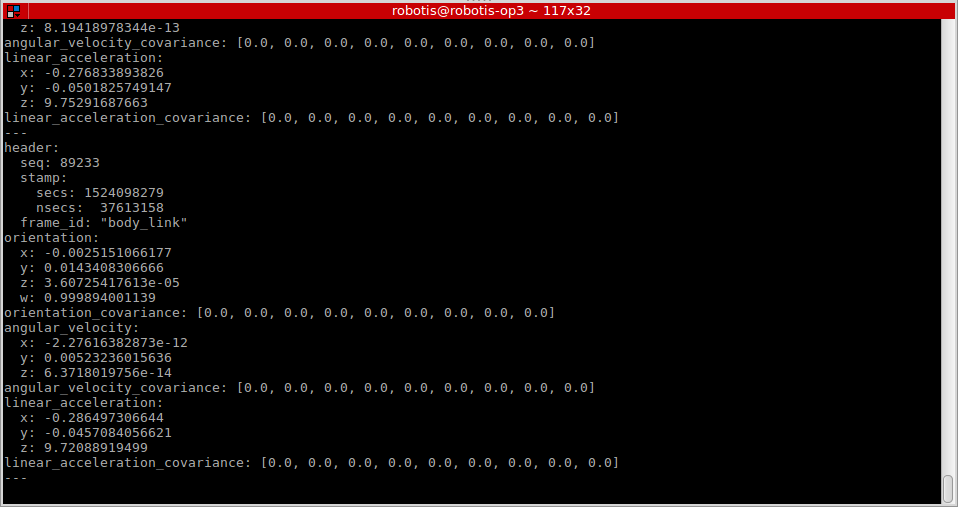 robotis@robotis-op3 ~ 117x32
  z: 8.19418978344e-13
angular_velocity_covariance: [0.0, 0.0, 0.0, 0.0, 0.0, 0.0, 0.0, 0.0, 0.0]
linear_acceleration:
  x: -0.276833893826
  y: -0.0501825749147
  z: 9.75291687663
linear_acceleration_covariance: [0.0, 0.0, 0.0, 0.0, 0.0, 0.0, 0.0, 0.0, 0.0]
---
header:
  seq: 89233
  stamp:
    secs: 1524098279
    nsecs:  37613158
  frame_id: "body_link"
orientation:
  x: -0.0025151066177
  y: 0.0143408306666
  z: 3.60725417613e-05
  w: 0.999894001139
orientation_covariance: [0.0, 0.0, 0.0, 0.0, 0.0, 0.0, 0.0, 0.0, 0.0]
angular_velocity:
  x: -2.27616382873e-12
  y: 0.00523236015636
  z: 6.3718019756e-14
angular_velocity_covariance: [0.0, 0.0, 0.0, 0.0, 0.0, 0.0, 0.0, 0.0, 0.0]
linear_acceleration:
  x: -0.286497306644
  y: -0.0457084056621
  z: 9.72088919499
linear_acceleration_covariance: [0.0, 0.0, 0.0, 0.0, 0.0, 0.0, 0.0, 0.0, 0.0]
---